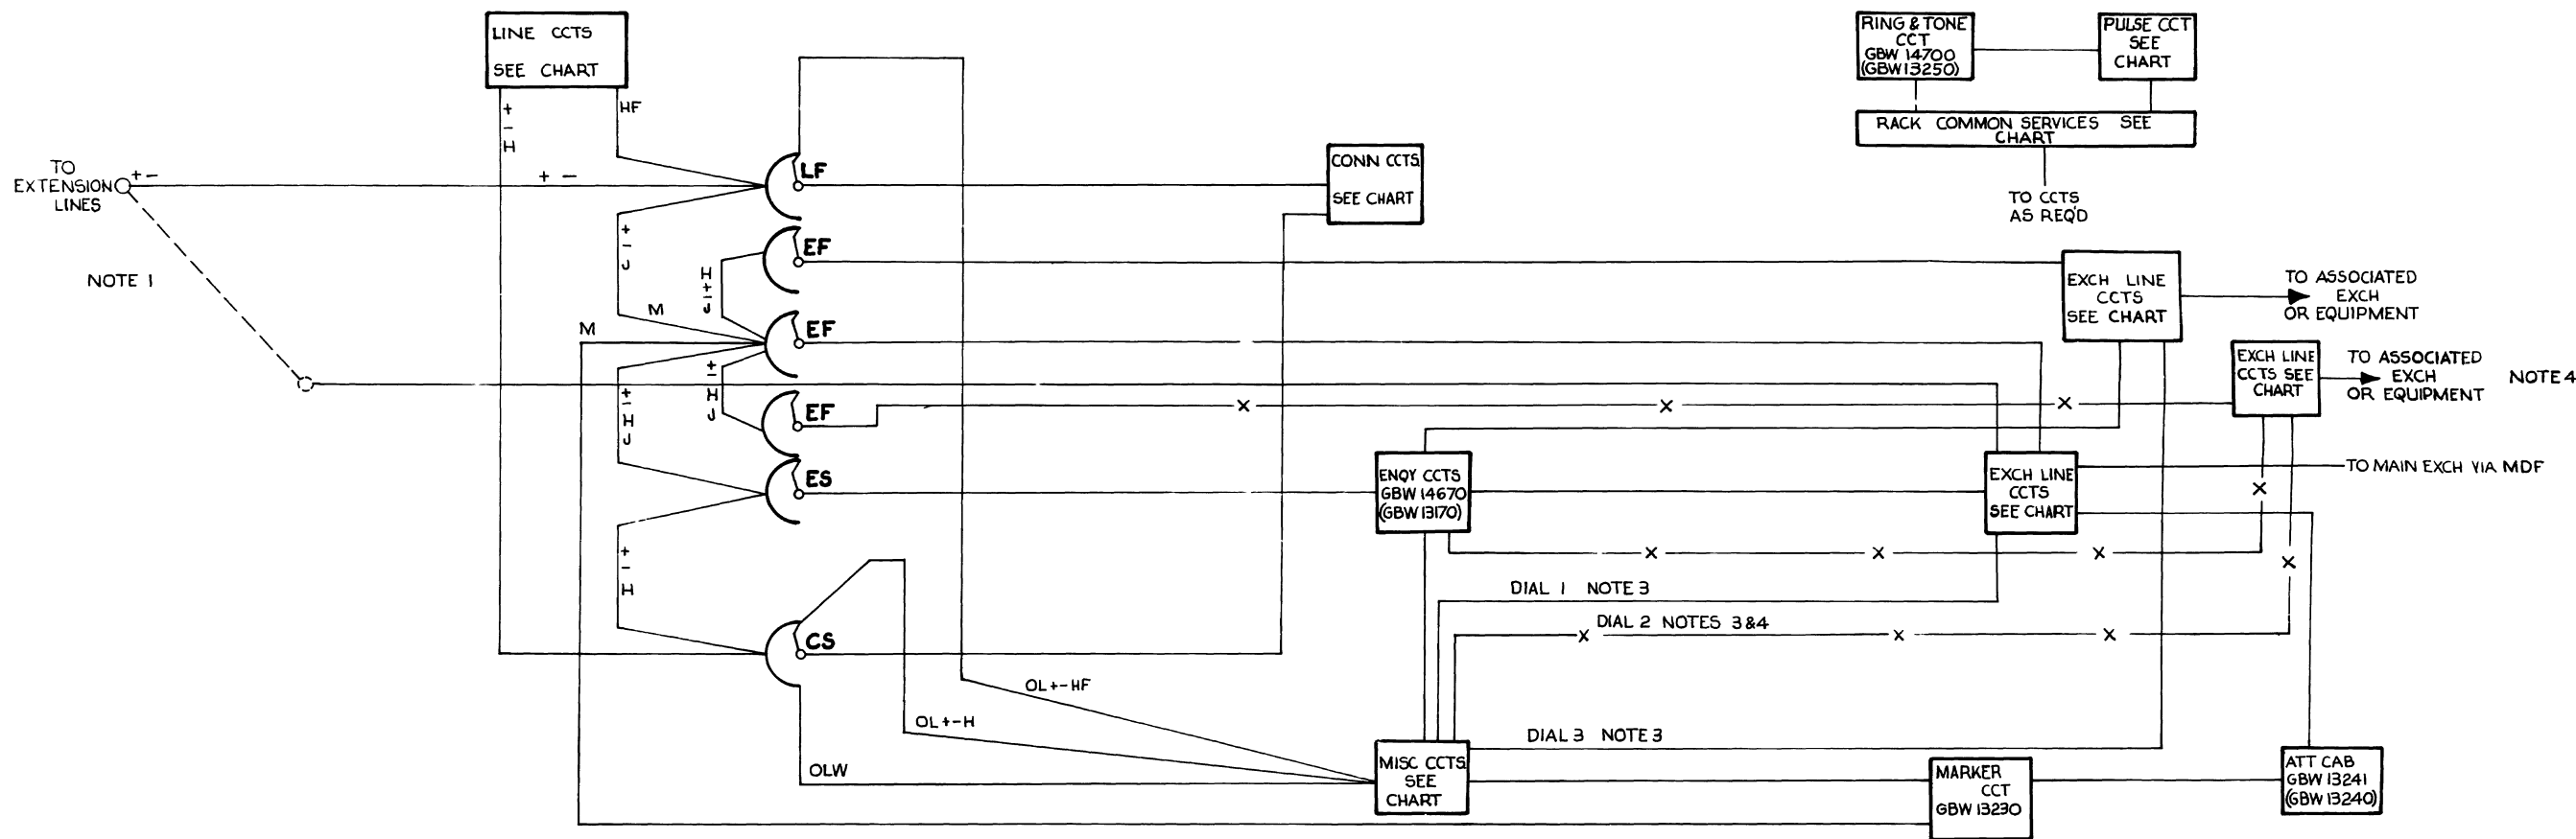 LINE CCTS
SEE CHART
RING & TONE
CCT
GBW 14700
(GBW 13250)
PULSE CCT
SEE
CHART
RACK COMMON SERVICES SEE
CHART
TO CCTS
AS REQ'D
+
-
H
HF
TO
EXTENSION
LINES
+ -
+ -
LF
CONN CCTS
SEE CHART
NOTE 1
+
-
J
EF
H
+
-
J
EXCH LINE
CCTS
SEE CHART
TO ASSOCIATED
EXCH
OR EQUIPMENT
M
M
EF
EXCH LINE
CCTS SEE
CHART
TO ASSOCIATED
EXCH
OR EQUIPMENT
NOTE 4
+
-
H
J
+
-
H
J
EF
X
X
X
ES
ENQY CCTS
GBW 14670
(GBW 13170)
EXCH LINE
CCTS
SEE CHART
TO MAIN EXCH VIA MDF
X
+
-
H
X
X
X
X
DIAL 1 NOTE 3
DIAL 2 NOTES 3&4
X
X
X
CS
OL+-HF
OL+-H
OLW
DIAL 3 NOTE 3
MISC CCTS
SEE
CHART
MARKER
CCT
GBW 13230
ATT CAB
GBW 13241
(GBW 13240)